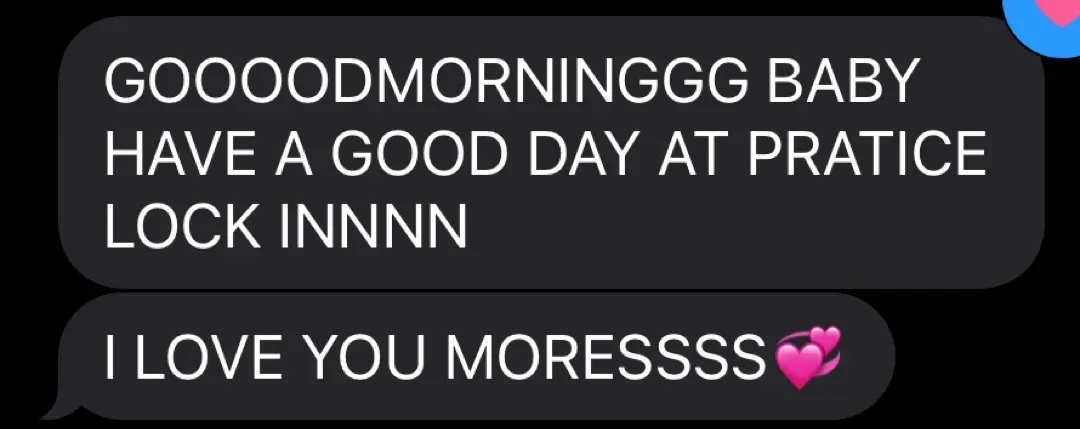 GOOOODMORNINGGG BABY
HAVE A GOOD DAY AT PRATICE
LOCK INNNN
I LOVE YOU MORESSSS💞